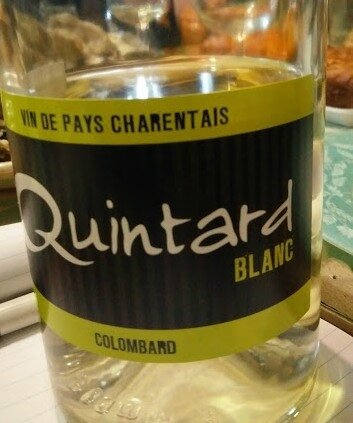 VIN DE PAYS CHARENTAIS
Quintard
BLANC
COLOMBARD